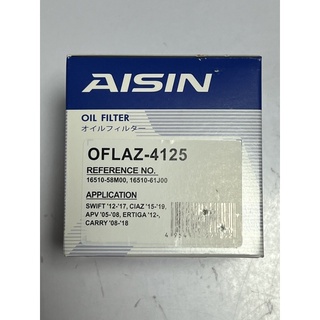 AISIN
OIL FILTER
オイルフィルター
OFLAZ-4125
REFERENCE NO.
16510-58M00, 16510-61J00
APPLICATION
SWIFT '12-'17, CIAZ '15-'19,
APV '05-'08, ERTIGA '12-,
CARRY '08-'18